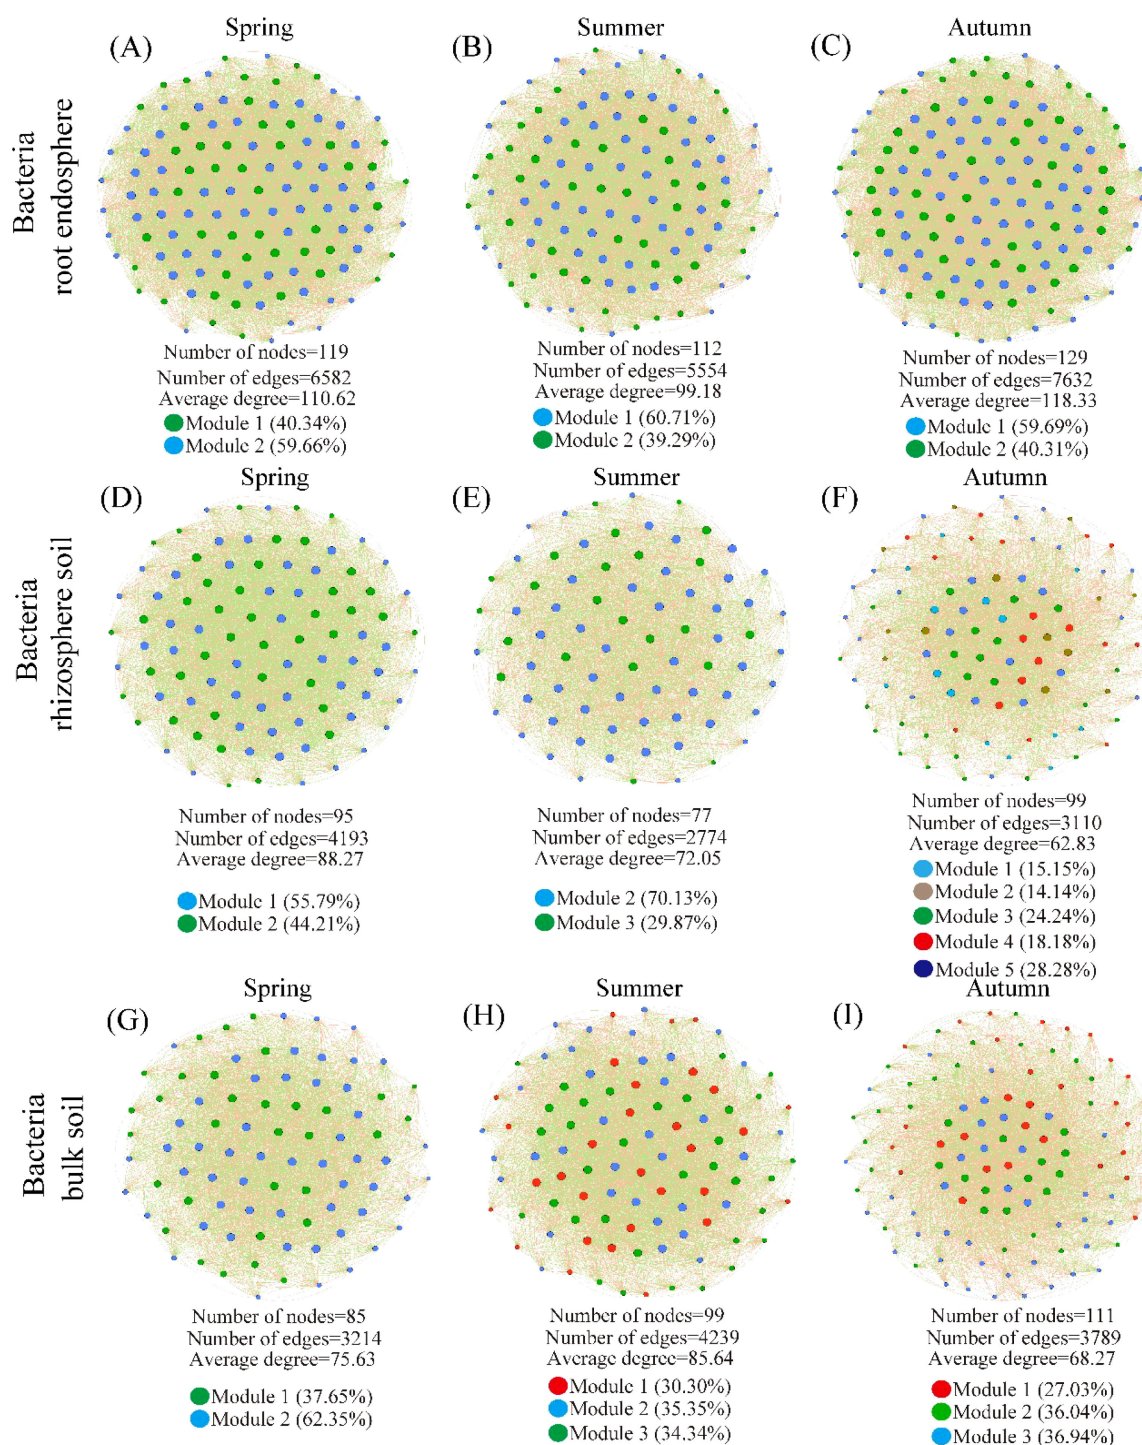 Spring
Summer
Autumn
(A)
(B)
(C)
Bacteria
root endosphere
Number of nodes=119
Number of edges=6582
Average degree=110.62
Module 1 (40.34%)
Module 2 (59.66%)
Number of nodes=112
Number of edges=5554
Average degree=99.18
Module 1 (60.71%)
Module 2 (39.29%)
Number of nodes=129
Number of edges=7632
Average degree=118.33
Module 1 (59.69%)
Module 2 (40.31%)
Spring
Summer
Autumn
(D)
(E)
(F)
Bacteria
rhizosphere soil
Number of nodes=95
Number of edges=4193
Average degree=88.27
Module 1 (55.79%)
Module 2 (44.21%)
Number of nodes=77
Number of edges=2774
Average degree=72.05
Module 2 (70.13%)
Module 3 (29.87%)
Number of nodes=99
Number of edges=3110
Average degree=62.83
Module 1 (15.15%)
Module 2 (14.14%)
Module 3 (24.24%)
Module 4 (18.18%)
Module 5 (28.28%)
Spring
Summer
Autumn
(G)
(H)
(I)
Bacteria
bulk soil
Number of nodes=85
Number of edges=3214
Average degree=75.63
Module 1 (37.65%)
Module 2 (62.35%)
Number of nodes=99
Number of edges=4239
Average degree=85.64
Module 1 (30.30%)
Module 2 (35.35%)
Module 3 (34.34%)
Number of nodes=111
Number of edges=3789
Average degree=68.27
Module 1 (27.03%)
Module 2 (36.04%)
Module 3 (36.94%)